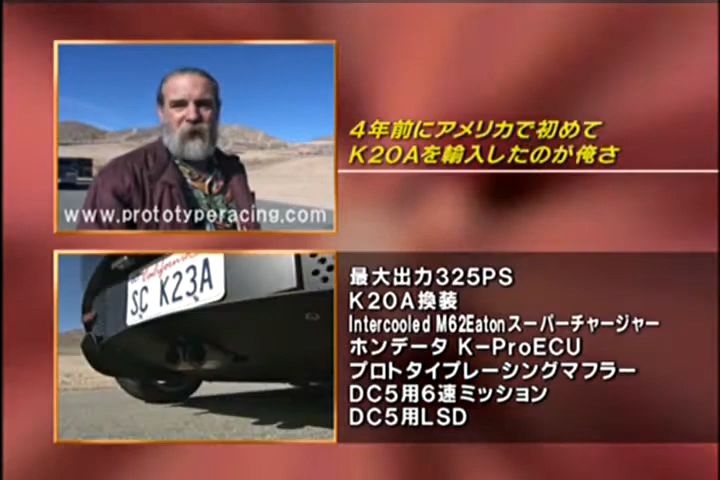 4年前にアメリカで初めて
K20Aを輸入したのが俺さ
www.prototyperacing.com
California
SC K23A
最大出力325PS
K20A換装
Intercooled M62Eatonスーパーチャージャー
ホンデータ K-ProECU
プロトタイプレーシングマフラー
DC5用6速ミッション
DC5用LSD